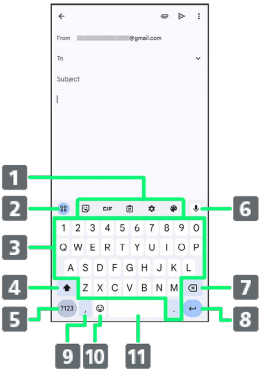 From @gmail.com
To
Subject
1
2
GIF
6
1 2 3 4 5 6 7 8 9 0
3
Q W E R T Y U I O P
A S D F G H J K L
4
Z X C V B N M
7
5
?123
,
.
8
9
10
11